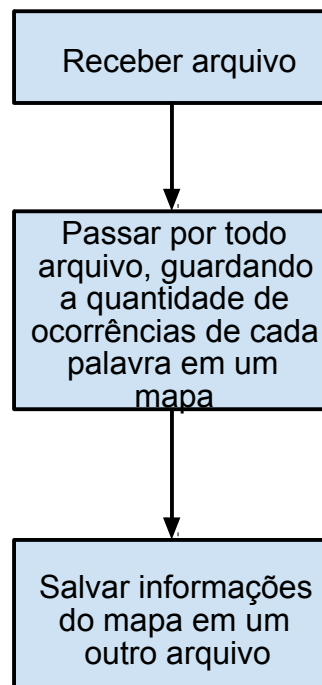 Receber arquivo
Passar por todo
arquivo, guardando
a quantidade de
ocorrências de cada
palavra em um
mapa
Salvar informações
do mapa em um
outro arquivo